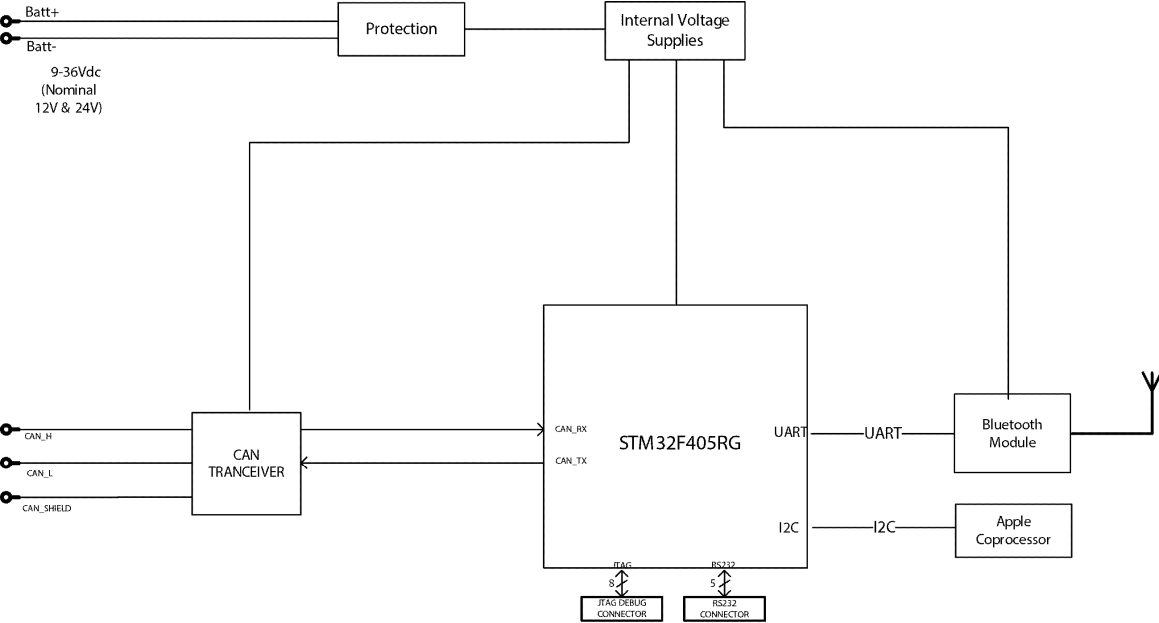 Batt+
Batt-
9-36Vdc
(Nominal
12V & 24V)
Protection
Internal Voltage
Supplies
CAN_H
CAN_L
CAN_SHIELD
CAN
TRANCEIVER
CAN_RX
CAN_TX
STM32F405RG
UART
UART
I2C
I2C
Bluetooth
Module
Apple
Coprocessor
JTAG
RS232
8
5
JTAG DEBUG
CONNECTOR
RS232
CONNECTOR